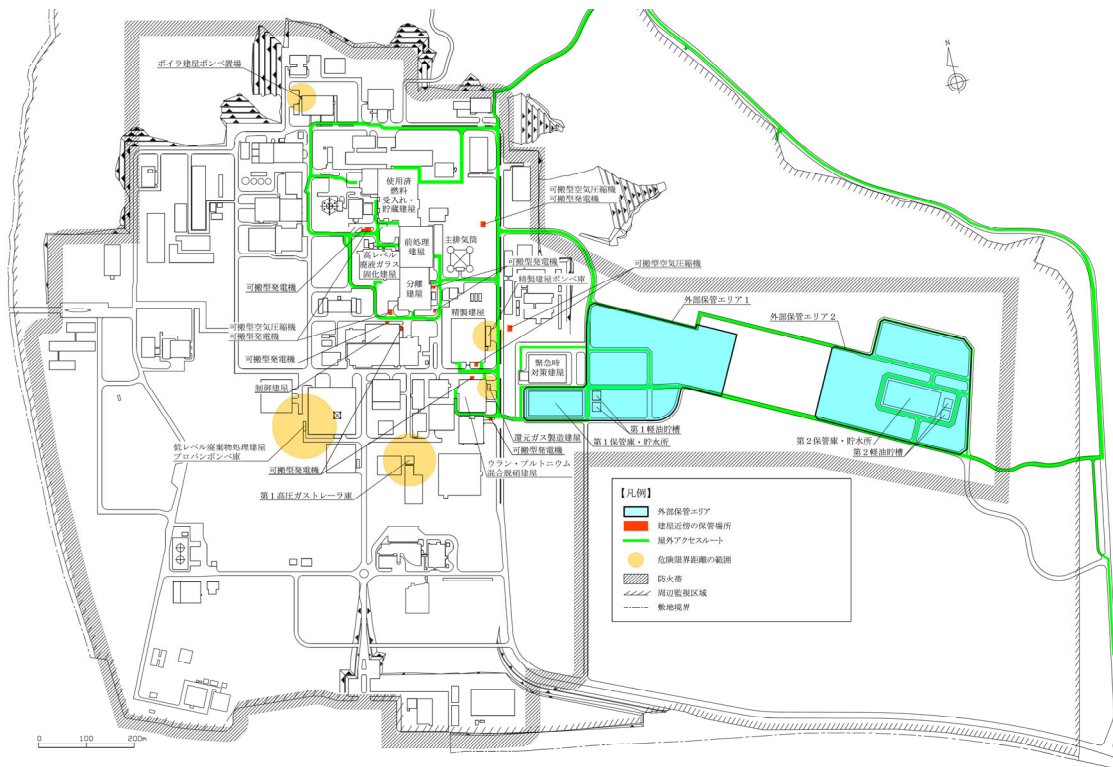 ボイラ建屋ボンベ置場
N
使用済
燃料
受入れ・
貯蔵建屋
可搬型空気圧縮機
可搬型発電機
前処理
建屋
主排気筒
高レベル
廃液ガラス
固化建屋
可搬型発電機
可搬型空気圧縮機
精製建屋ボンベ庫
可搬型発電機
分離
建屋
外部保管エリア1
外部保管エリア2
精製建屋
可搬型空気圧縮機
可搬型発電機
可搬型発電機
緊急時
対策建屋
制御建屋
第1軽油貯槽
第1保管庫・貯水所
第2保管庫・貯水所
第2軽油貯槽
還元ガス製造建屋
可搬型発電機
低レベル廃棄物処理建屋
プロパンボンベ庫
可搬型発電機
ウラン・プルトニウム
混合脱硝建屋
第1高圧ガストレーラ庫
【凡例】
外部保管エリア
建屋近傍の保管場所
屋外アクセスルート
危険限界距離の範囲
防火帯
周辺監視区域
敷地境界
0 100 200m